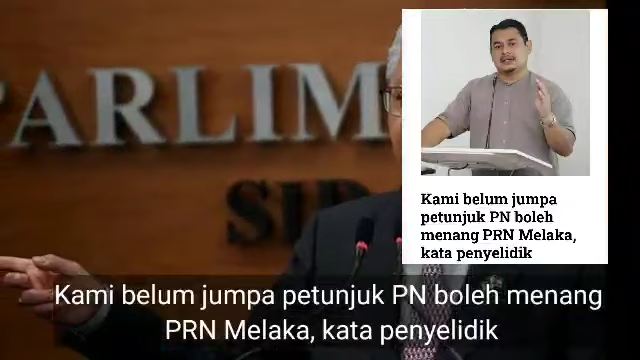 PARLIM
SID
Kami belum jumpa
petunjuk PN boleh
menang PRN Melaka,
kata penyelidik
Kami belum jumpa petunjuk PN boleh menang
PRN Melaka, kata penyelidik